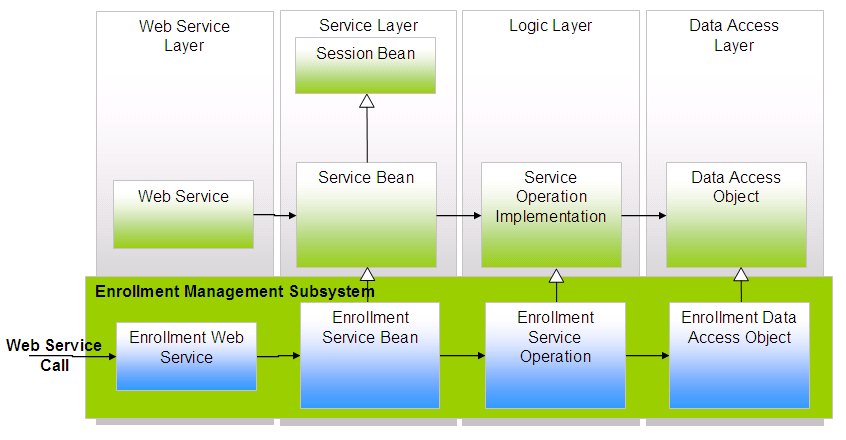 Web Service
Layer
Service Layer
Logic Layer
Data Access
Layer
Session Bean
Web Service
Service Bean
Service
Operation
Implementation
Data Access
Object
Enrollment Management Subsystem
Web Service
Call
Enrollment Web
Service
Enrollment
Service Bean
Enrollment
Service
Operation
Enrollment Data
Access Object